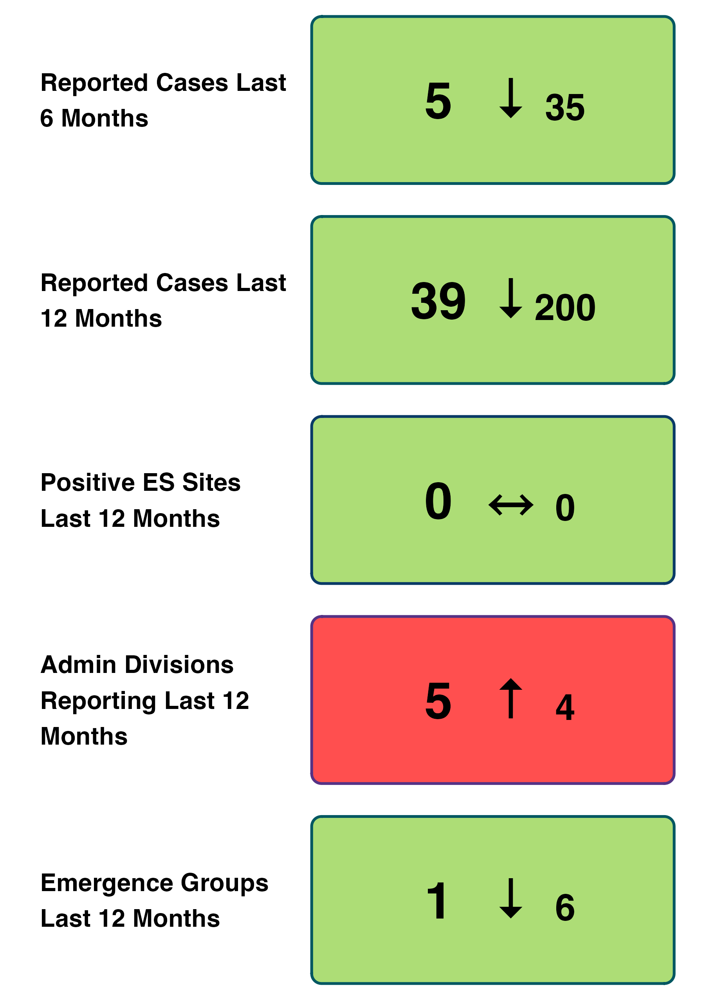 Reported Cases Last
6 Months
5 ↓ 35
Reported Cases Last
12 Months
39 ↓ 200
Positive ES Sites
Last 12 Months
0 ↔ 0
Admin Divisions
Reporting Last 12
Months
5 ↑ 4
Emergence Groups
Last 12 Months
1 ↓ 6